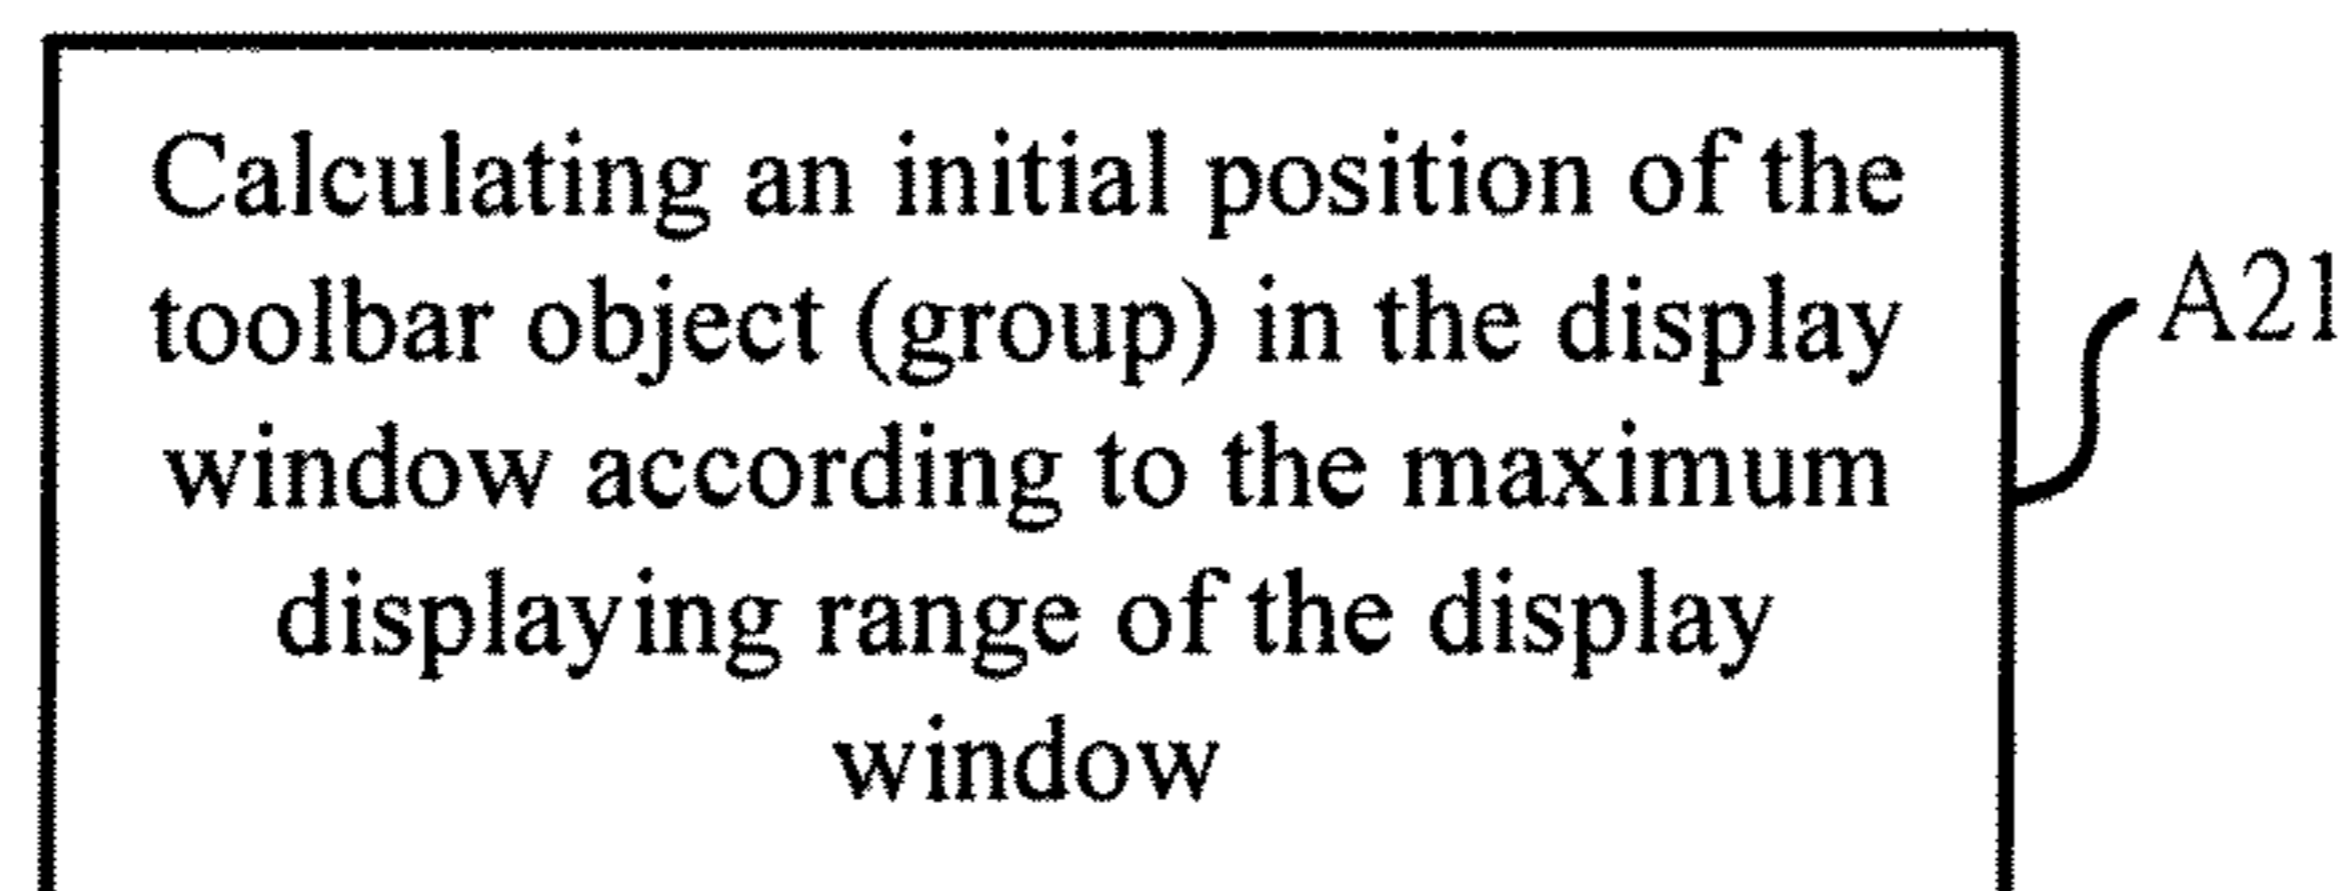 Calculating an initial position of the
toolbar object (group) in the display
window according to the maximum
displaying range of the display
window
A21